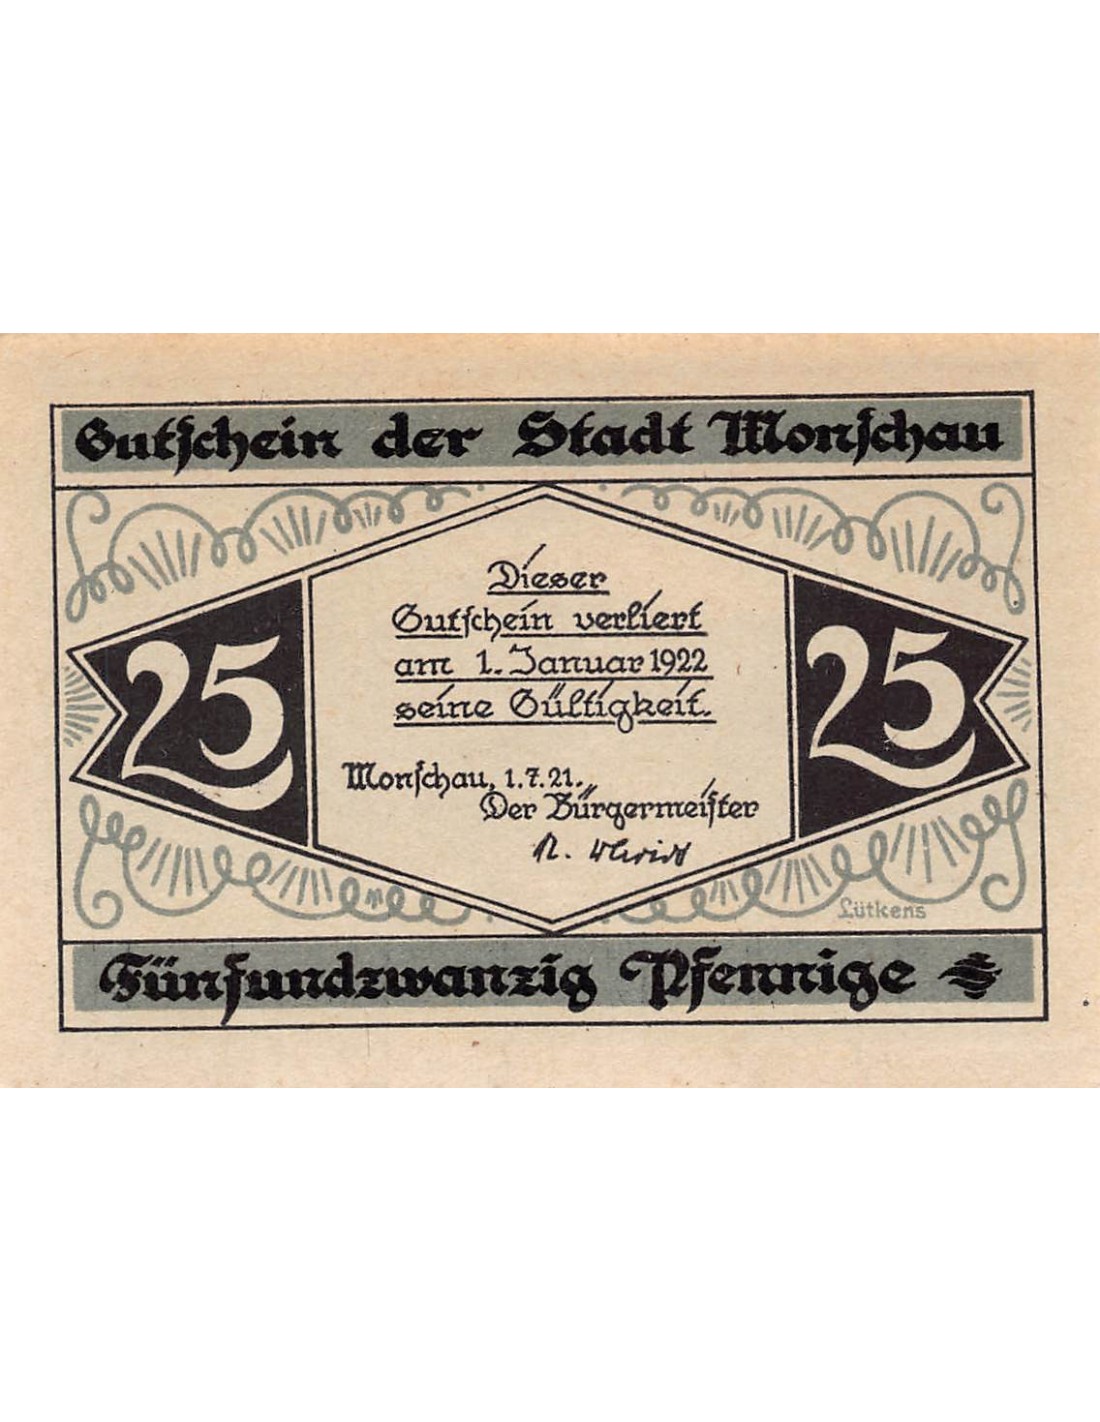 Gutschein der Stadt Monschau
Dieser
Gutschein verliert
am 1. Januar 1922
seine Gültigkeit.
25
25
Monschau, 1.7.21.
Der Bürgermeister
Lütkens
Fünfundzwanzig Pfennige